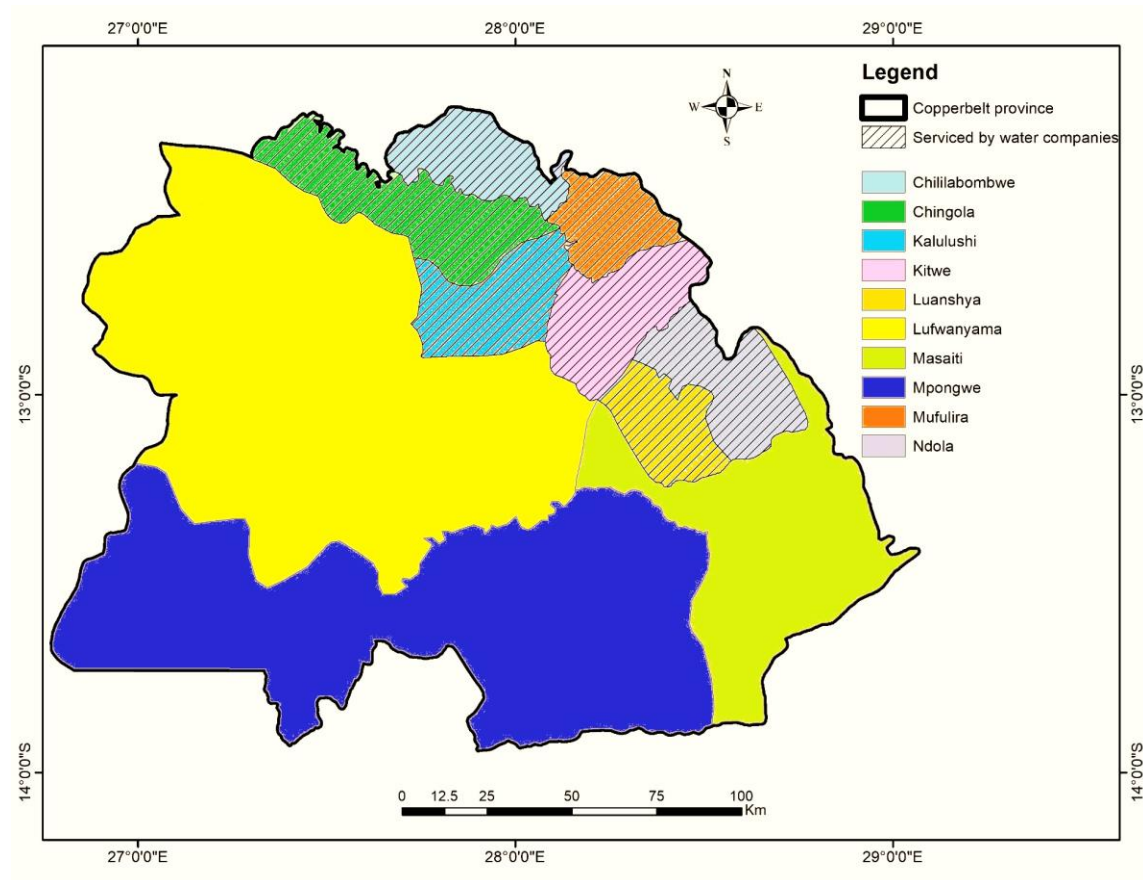 27°0'0"E 28°0'0"E 29°0'0"E
Legend
N
W E
S
Copperbelt province
Serviced by water companies
Chililabombwe
Chingola
Kalulushi
Kitwe
Luanshya
Lufwanyama
Masaiti
Mpongwe
Mufulira
Ndola
13°0'0"S 13°0'0"S
14°0'0"S 14°0'0"S
0 12.5 25 50 75 100
Km
27°0'0"E 28°0'0"E 29°0'0"E